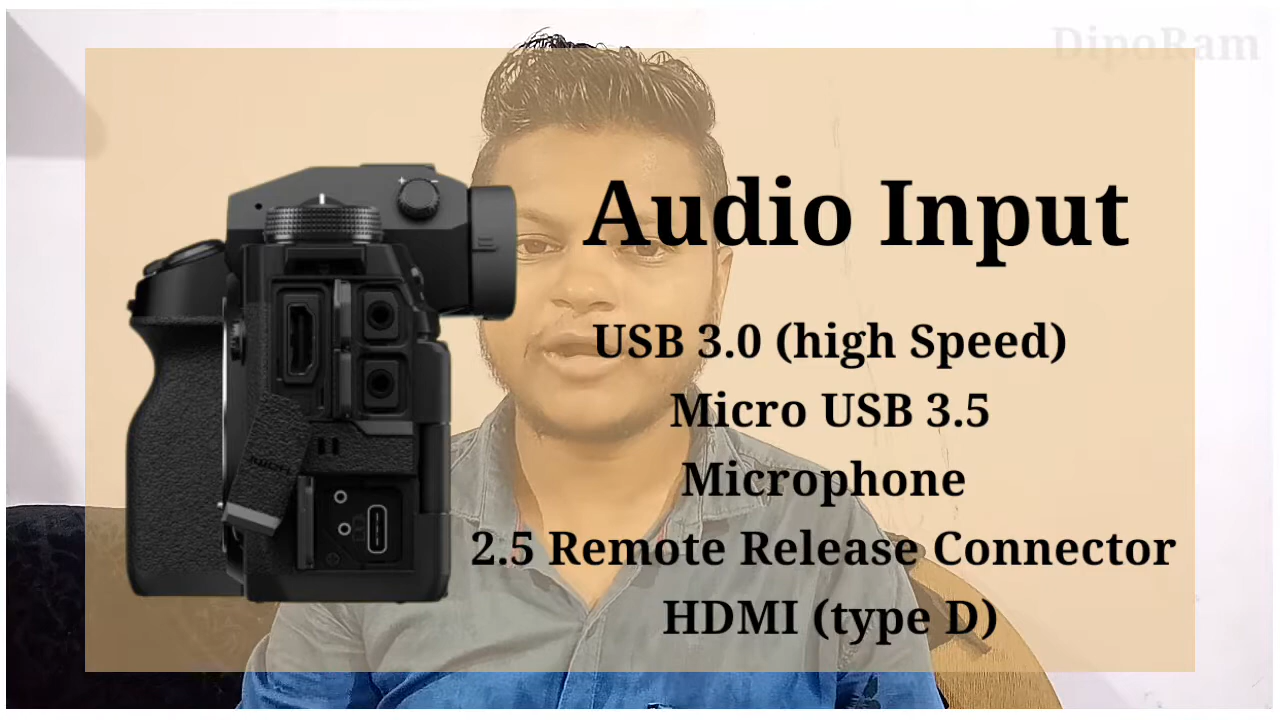 DipoRam
Audio Input
USB 3.0 (high Speed)
Micro USB 3.5
Microphone
2.5 Remote Release Connector
HDMI (type D)